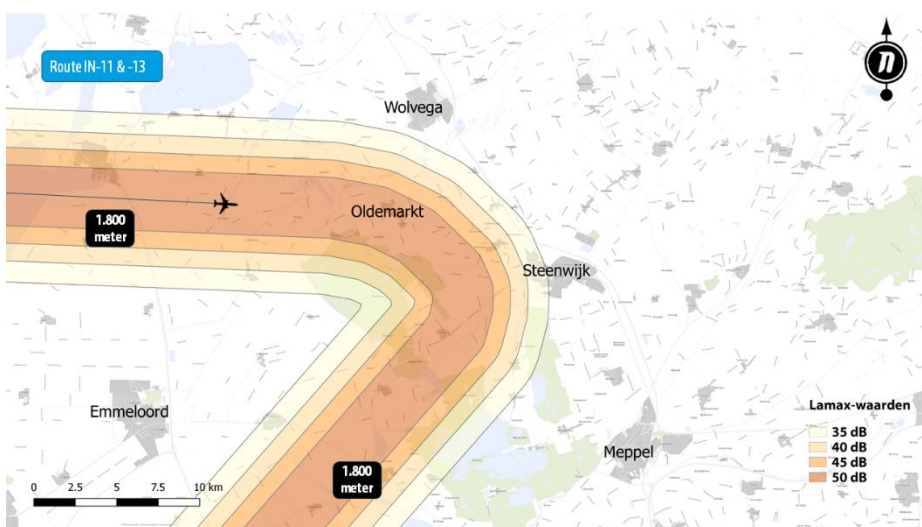 Route IN-11 & -13
n
Wolvega
Oldemarkt
1.800
meter
Steenwijk
Emmeloord
Meppel
1.800
meter
Lamax-waarden
35 dB
40 dB
45 dB
50 dB
0 2.5 5 7.5 10 km